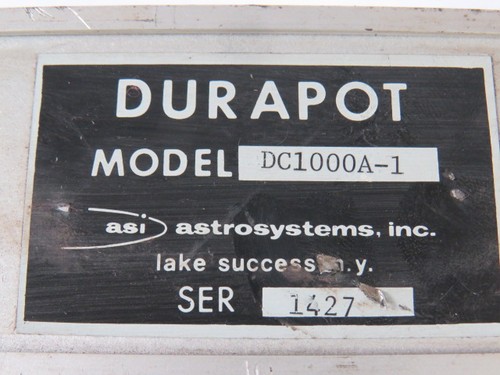 DURAPOT
MODEL DC1000A-1
asi astrosystems, inc.
lake success n.y.
SER 1427